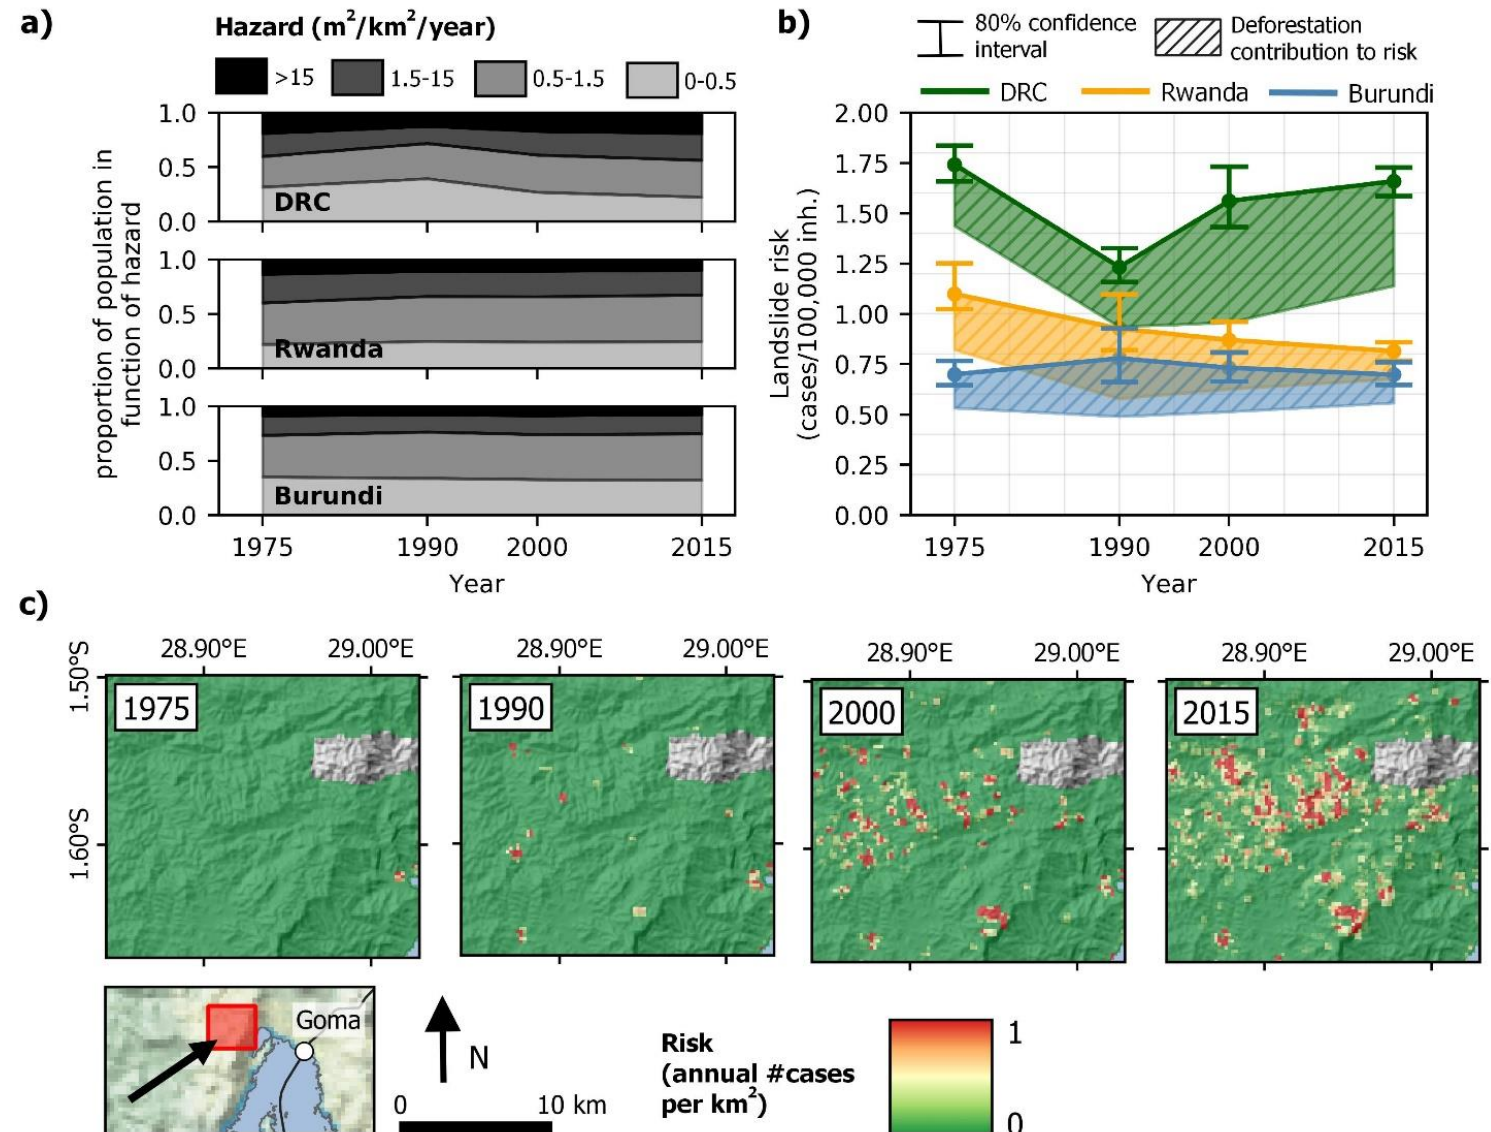 a)
Hazard (m²/km²/year)
>15
1.5-15
0.5-1.5
0-0.5
proportion of population in
function of hazard
1.0
0.5
0.0
DRC
1.0
0.5
0.0
Rwanda
1.0
0.5
0.0
Burundi
1975
1990
2000
2015
Year
b)
80% confidence
interval
Deforestation
contribution to risk
DRC
Rwanda
Burundi
Landslide risk
(cases/100,000 inh.)
2.00
1.75
1.50
1.25
1.00
0.75
0.50
0.25
0.00
1975
1990
2000
2015
Year
c)
28.90°E
29.00°E
28.90°E
29.00°E
28.90°E
29.00°E
28.90°E
29.00°E
1.50°S
1.60°S
1975
1990
2000
2015
Goma
N
0
10 km
Risk
(annual #cases
per km²)
1
0